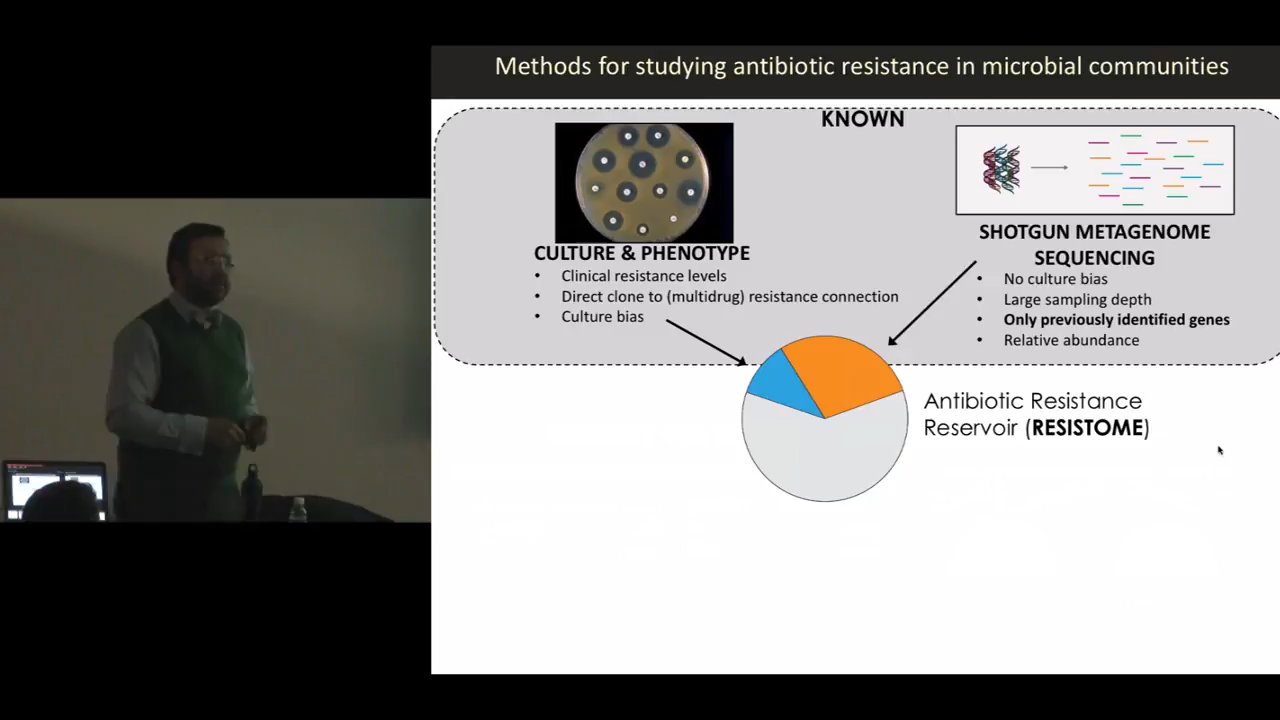 Methods for studying antibiotic resistance in microbial communities
KNOWN
CULTURE & PHENOTYPE
• Clinical resistance levels
• Direct clone to (multidrug) resistance connection
• Culture bias
SHOTGUN METAGENOME
SEQUENCING
• No culture bias
• Large sampling depth
• Only previously identified genes
• Relative abundance
Antibiotic Resistance
Reservoir (RESISTOME)